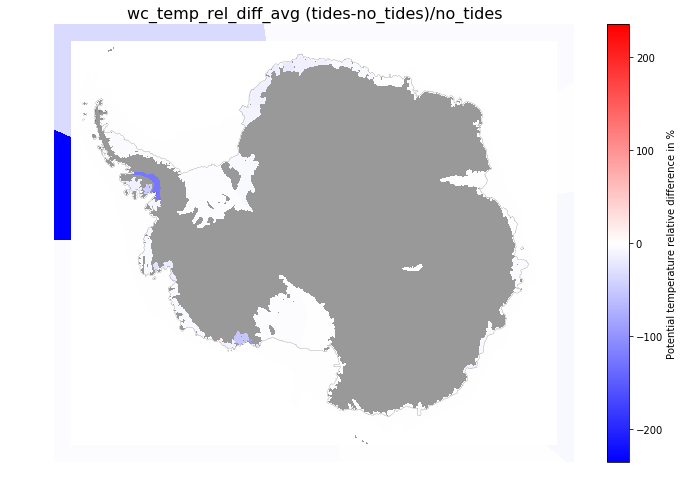 wc_temp_rel_diff_avg (tides-no_tides)/no_tides
200
100
0
−100
−200
Potential temperature relative difference in %